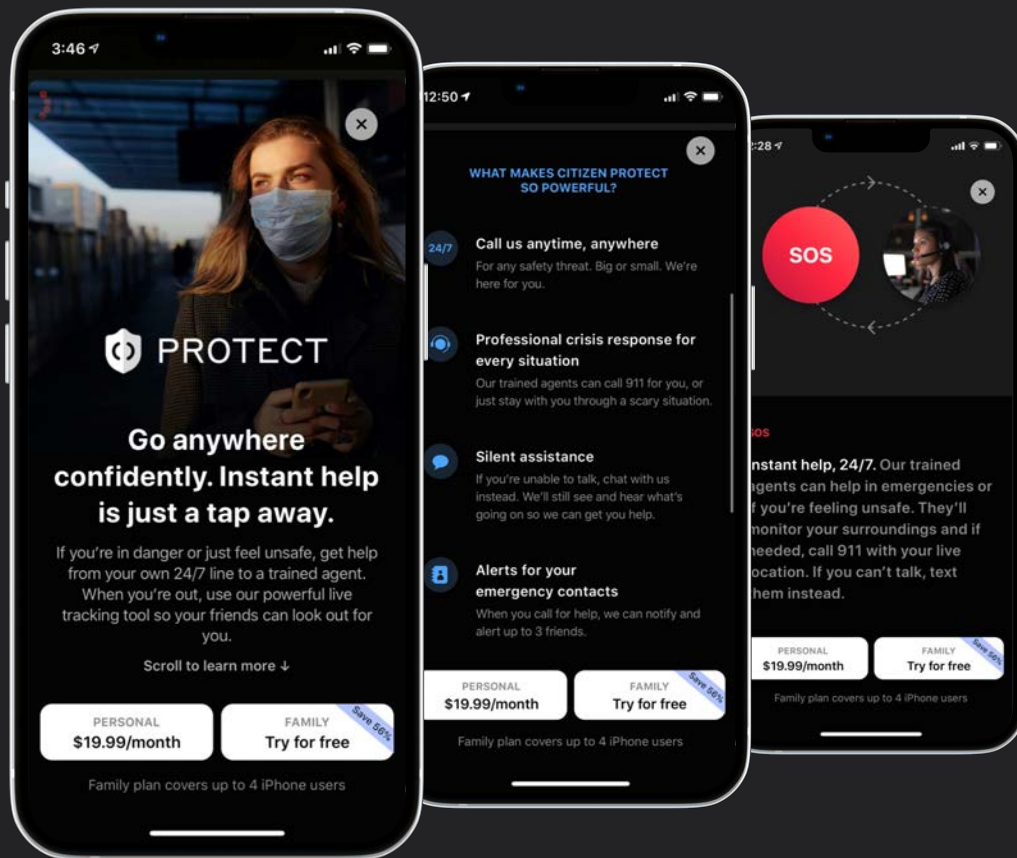 3:46
PROTECT
Go anywhere
confidently. Instant help
is just a tap away.
If you're in danger or just feel unsafe, get help
from your own 24/7 line to a trained agent.
When you're out, use our powerful live
tracking tool so your friends can look out for
you.
Scroll to learn more ↓
PERSONAL
$19.99/month
FAMILY
Try for free
Save 56%
Family plan covers up to 4 iPhone users
12:50
WHAT MAKES CITIZEN PROTECT
SO POWERFUL?
24/7
Call us anytime, anywhere
For any safety threat. Big or small. We're
here for you.
Professional crisis response for
every situation
Our trained agents can call 911 for you, or
just stay with you through a scary situation.
Silent assistance
If you're unable to talk, chat with us
instead. We'll still see and hear what's
going on so we can get you help.
Alerts for your
emergency contacts
When you call for help, we can notify and
alert up to 3 friends.
PERSONAL
$19.99/month
FAMILY
Try for free
Save 56%
Family plan covers up to 4 iPhone users
:28
SOS
SOS
nstant help, 24/7. Our trained
agents can help in emergencies or
f you're feeling unsafe. They'll
monitor your surroundings and if
needed, call 911 with your live
ocation. If you can't talk, text
them instead.
PERSONAL
$19.99/month
FAMILY
Try for free
Save 56%
Family plan covers up to 4 iPhone users